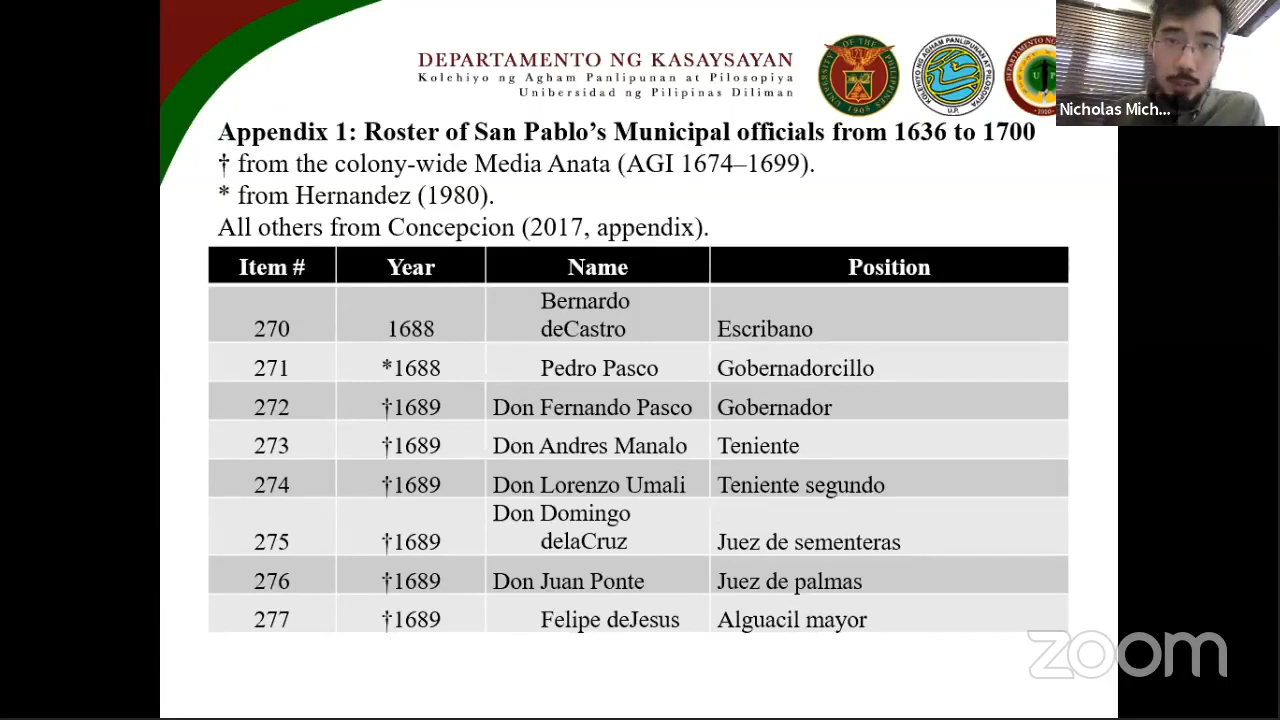 DEPARTAMENTO NG KASAYSAYAN
Kolehiyo ng Agham Panlipunan at Pilosopiya
Unibersidad ng Pilipinas Diliman
Nicholas Mich...
Appendix 1: Roster of San Pablo’s Municipal officials from 1636 to 1700
† from the colony-wide Media Anata (AGI 1674–1699).
* from Hernandez (1980).
All others from Concepcion (2017, appendix).
Item # Year Name Position
270 1688 Bernardo deCastro Escribano
271 *1688 Pedro Pasco Gobernadorcillo
272 †1689 Don Fernando Pasco Gobernador
273 †1689 Don Andres Manalo Teniente
274 †1689 Don Lorenzo Umali Teniente segundo
275 †1689 Don Domingo delaCruz Juez de sementeras
276 †1689 Don Juan Ponte Juez de palmas
277 †1689 Felipe deJesus Alguacil mayor
zoom